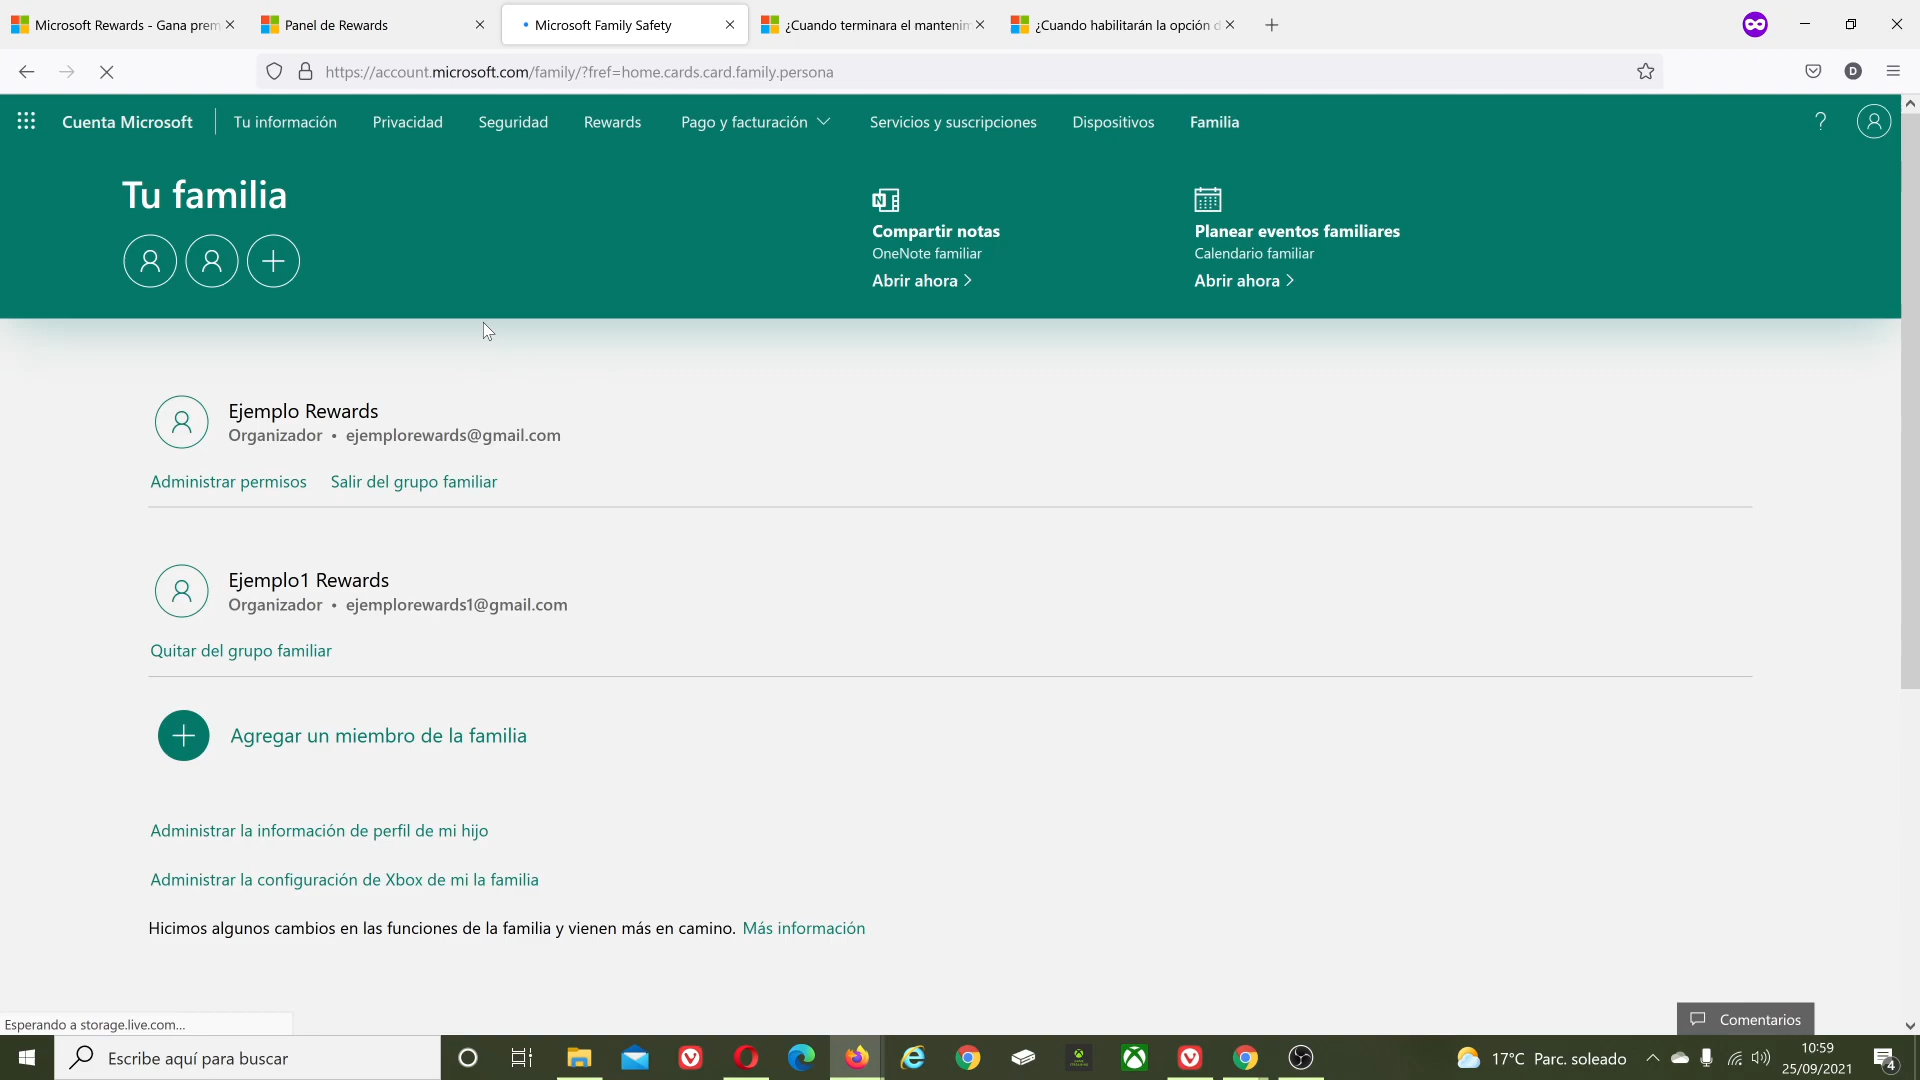 Microsoft Rewards - Gana prem
Panel de Rewards
Microsoft Family Safety
¿Cuando terminara el mantenim
¿Cuando habilitarán la opción d
https://account.microsoft.com/family/?fref=home.cards.card.family.persona
D
Cuenta Microsoft
Tu información
Privacidad
Seguridad
Rewards
Pago y facturación
Servicios y suscripciones
Dispositivos
Familia
?
Tu familia
Compartir notas
OneNote familiar
Abrir ahora
Planear eventos familiares
Calendario familiar
Abrir ahora
Ejemplo Rewards
Organizador • ejemplorewards@gmail.com
Administrar permisos
Salir del grupo familiar
Ejemplo1 Rewards
Organizador • ejemplorewards1@gmail.com
Quitar del grupo familiar
Agregar un miembro de la familia
Administrar la información de perfil de mi hijo
Administrar la configuración de Xbox de mi la familia
Hicimos algunos cambios en las funciones de la familia y vienen más en camino. Más información
Comentarios
Esperando a storage.live.com...
Escribe aquí para buscar
17°C Parc. soleado
10:59
25/09/2021
4